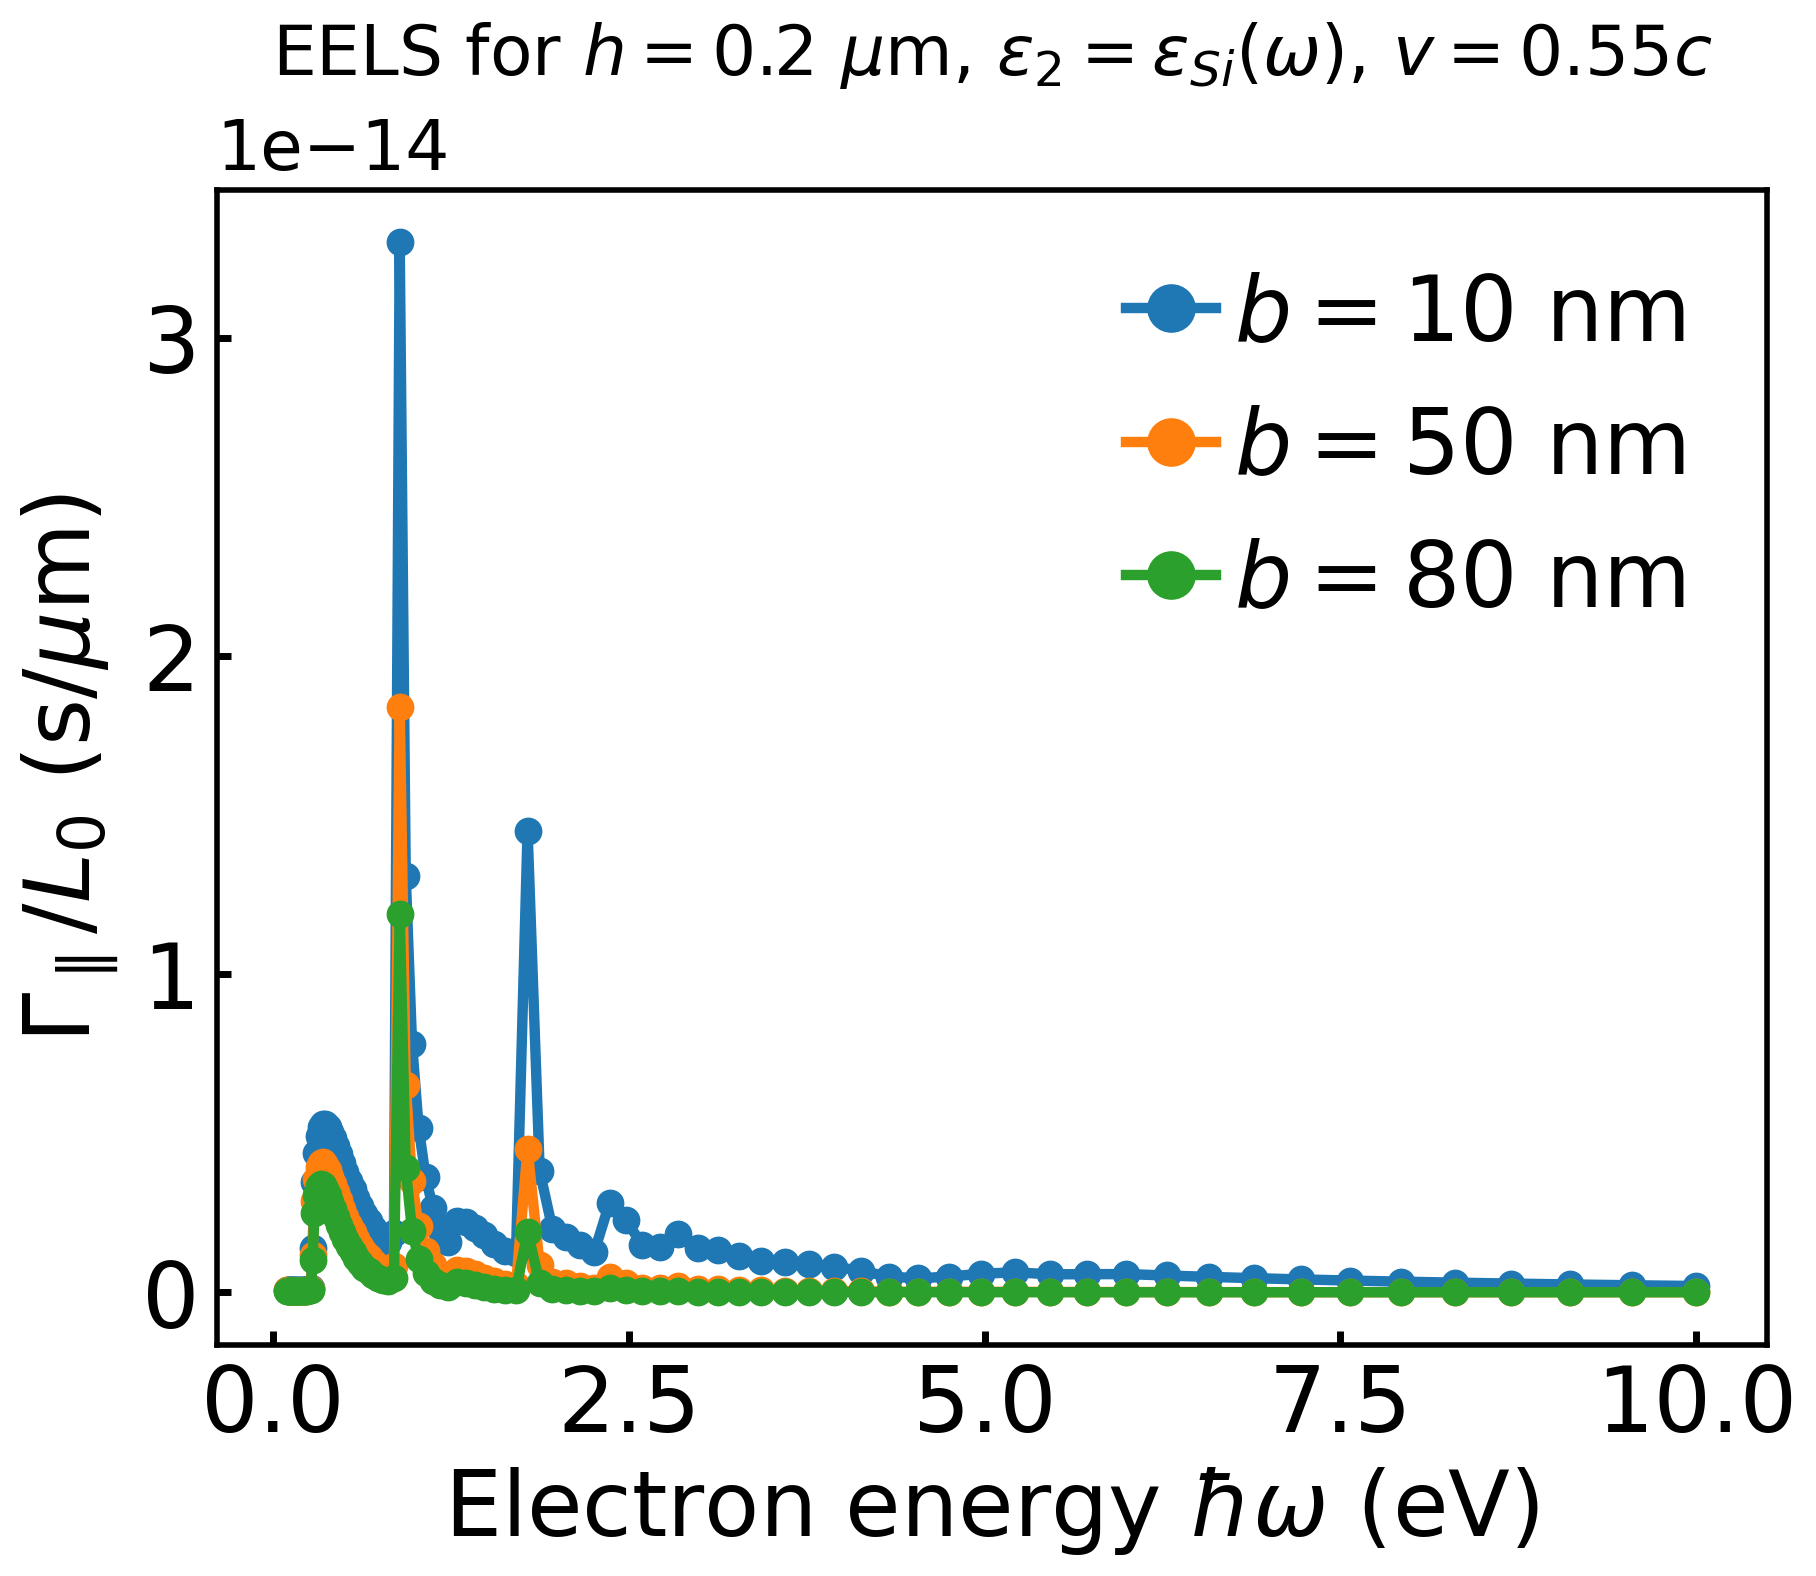 EELS for h = 0.2 μm, ε₂ = ε_Si(ω), v = 0.55c
1e−14
3
2
1
0
Γ∥/L₀ (s/μm)
b = 10 nm
b = 50 nm
b = 80 nm
0.0 2.5 5.0 7.5 10.0
Electron energy ℏω (eV)